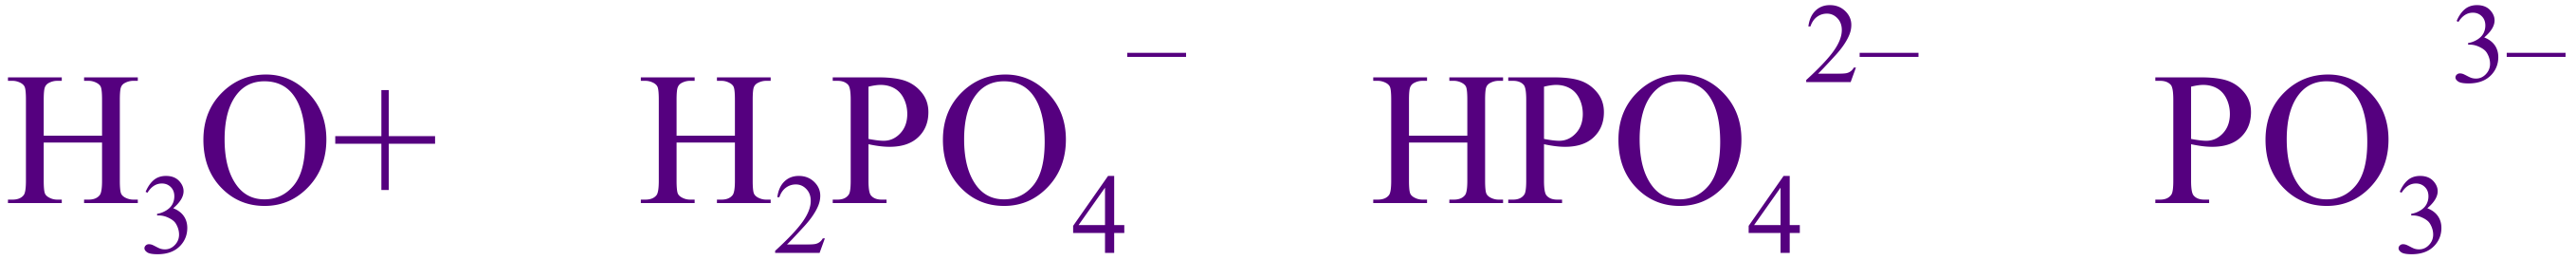 H₃O+ H₂PO₄⁻ HPO₄²⁻ PO₃³⁻